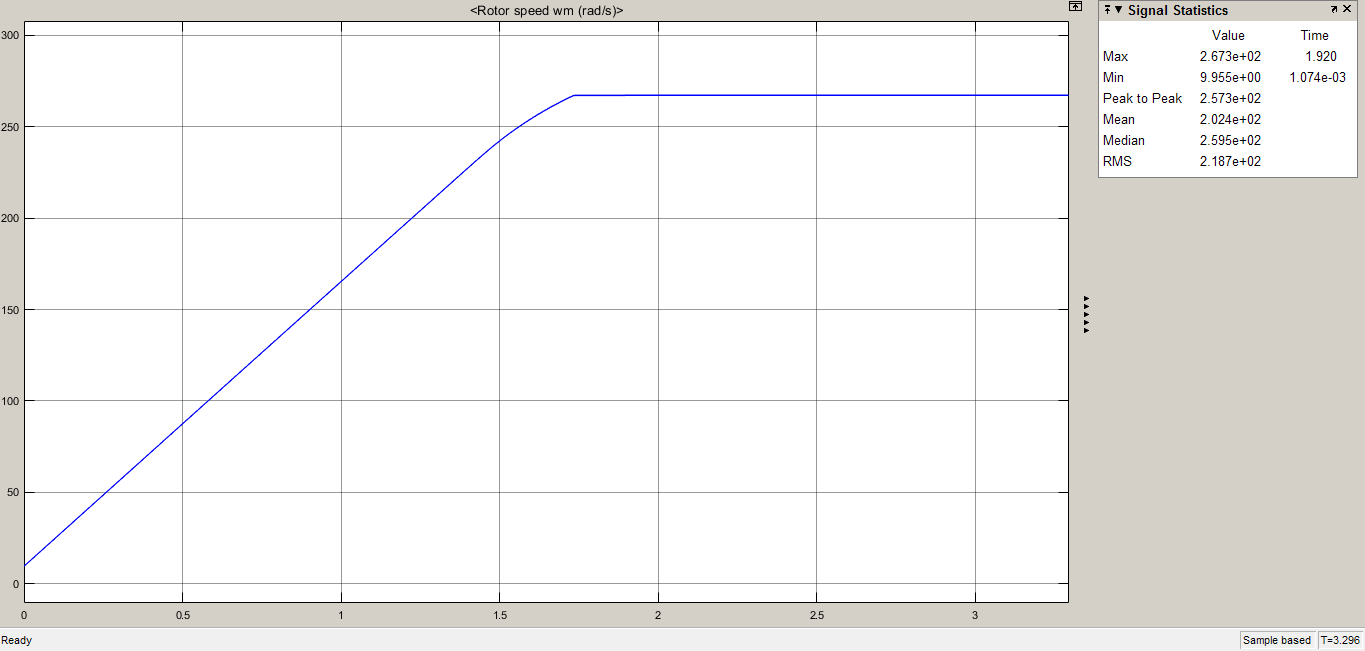 <Rotor speed wm (rad/s)>
300
250
200
150
100
50
0
0 0.5 1 1.5 2 2.5 3
Signal Statistics
Value Time
Max 2.673e+02 1.920
Min 9.955e+00 1.074e-03
Peak to Peak 2.573e+02
Mean 2.024e+02
Median 2.595e+02
RMS 2.187e+02
Ready Sample based T=3.296